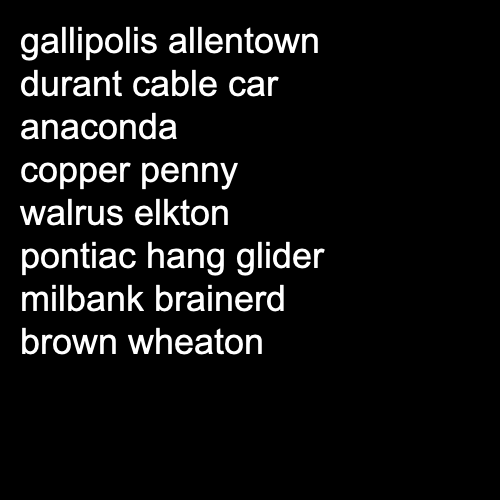 gallipolis allentown
durant cable car
anaconda
copper penny
walrus elkton
pontiac hang glider
milbank brainerd
brown wheaton